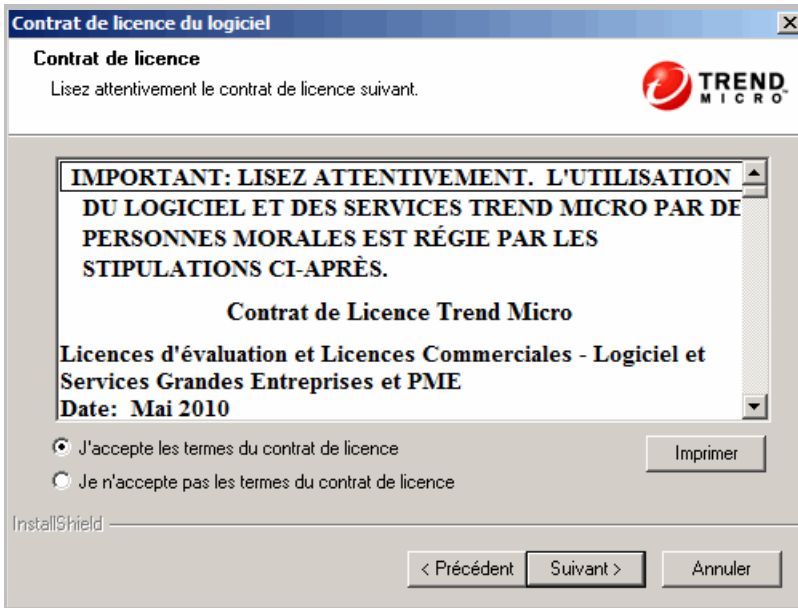 Contrat de licence du logiciel
Contrat de licence
Lisez attentivement le contrat de licence suivant.
TREND
MICRO
IMPORTANT: LISEZ ATTENTIVEMENT. L'UTILISATION
DU LOGICIEL ET DES SERVICES TREND MICRO PAR DE
PERSONNES MORALES EST RÉGIE PAR LES
STIPULATIONS CI-APRÈS.
Contrat de Licence Trend Micro
Licences d'évaluation et Licences Commerciales - Logiciel et
Services Grandes Entreprises et PME
Date: Mai 2010
J'accepte les termes du contrat de licence
Imprimer
Je n'accepte pas les termes du contrat de licence
InstallShield
< Précédent
Suivant >
Annuler